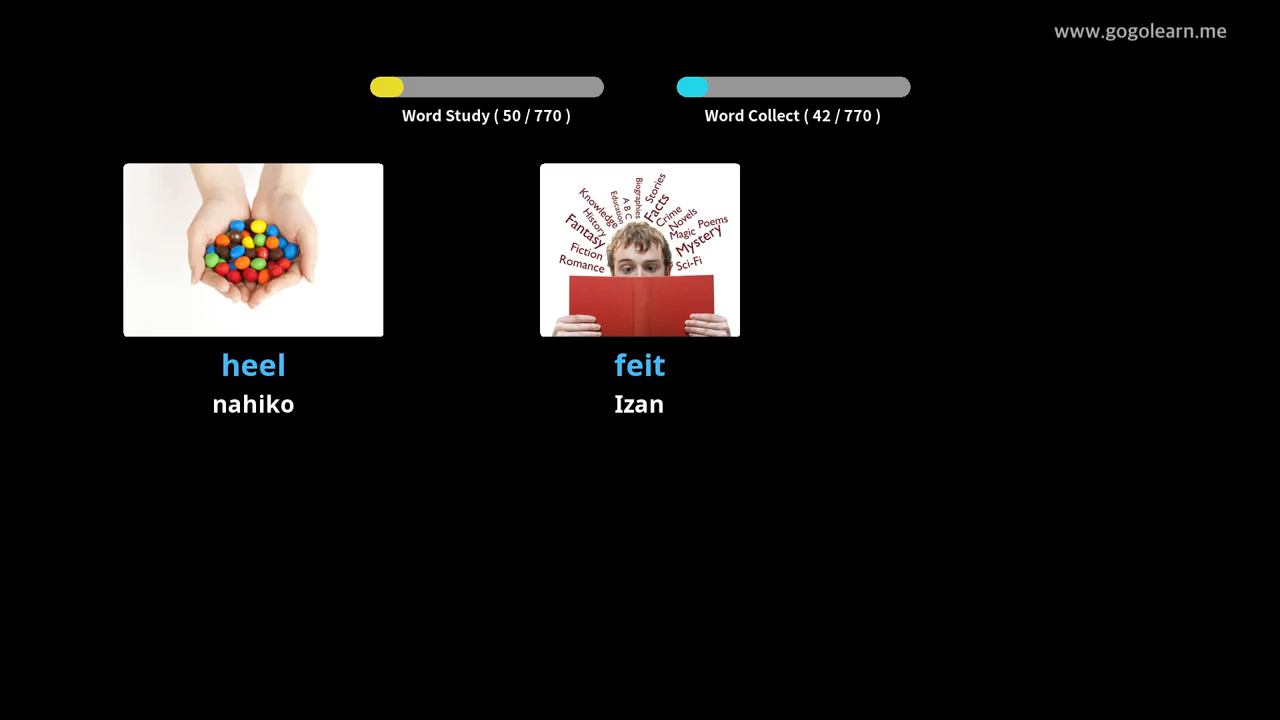 www.gogolearn.me
Word Study ( 50 / 770 )
Word Collect ( 42 / 770 )
Knowledge
Education
A B C
Biographies
Stories
Facts
Crime
Novels
Magic Poems
Mystery
Sci-Fi
History
Fantasy
Fiction
Romance
heel
nahiko
feit
Izan